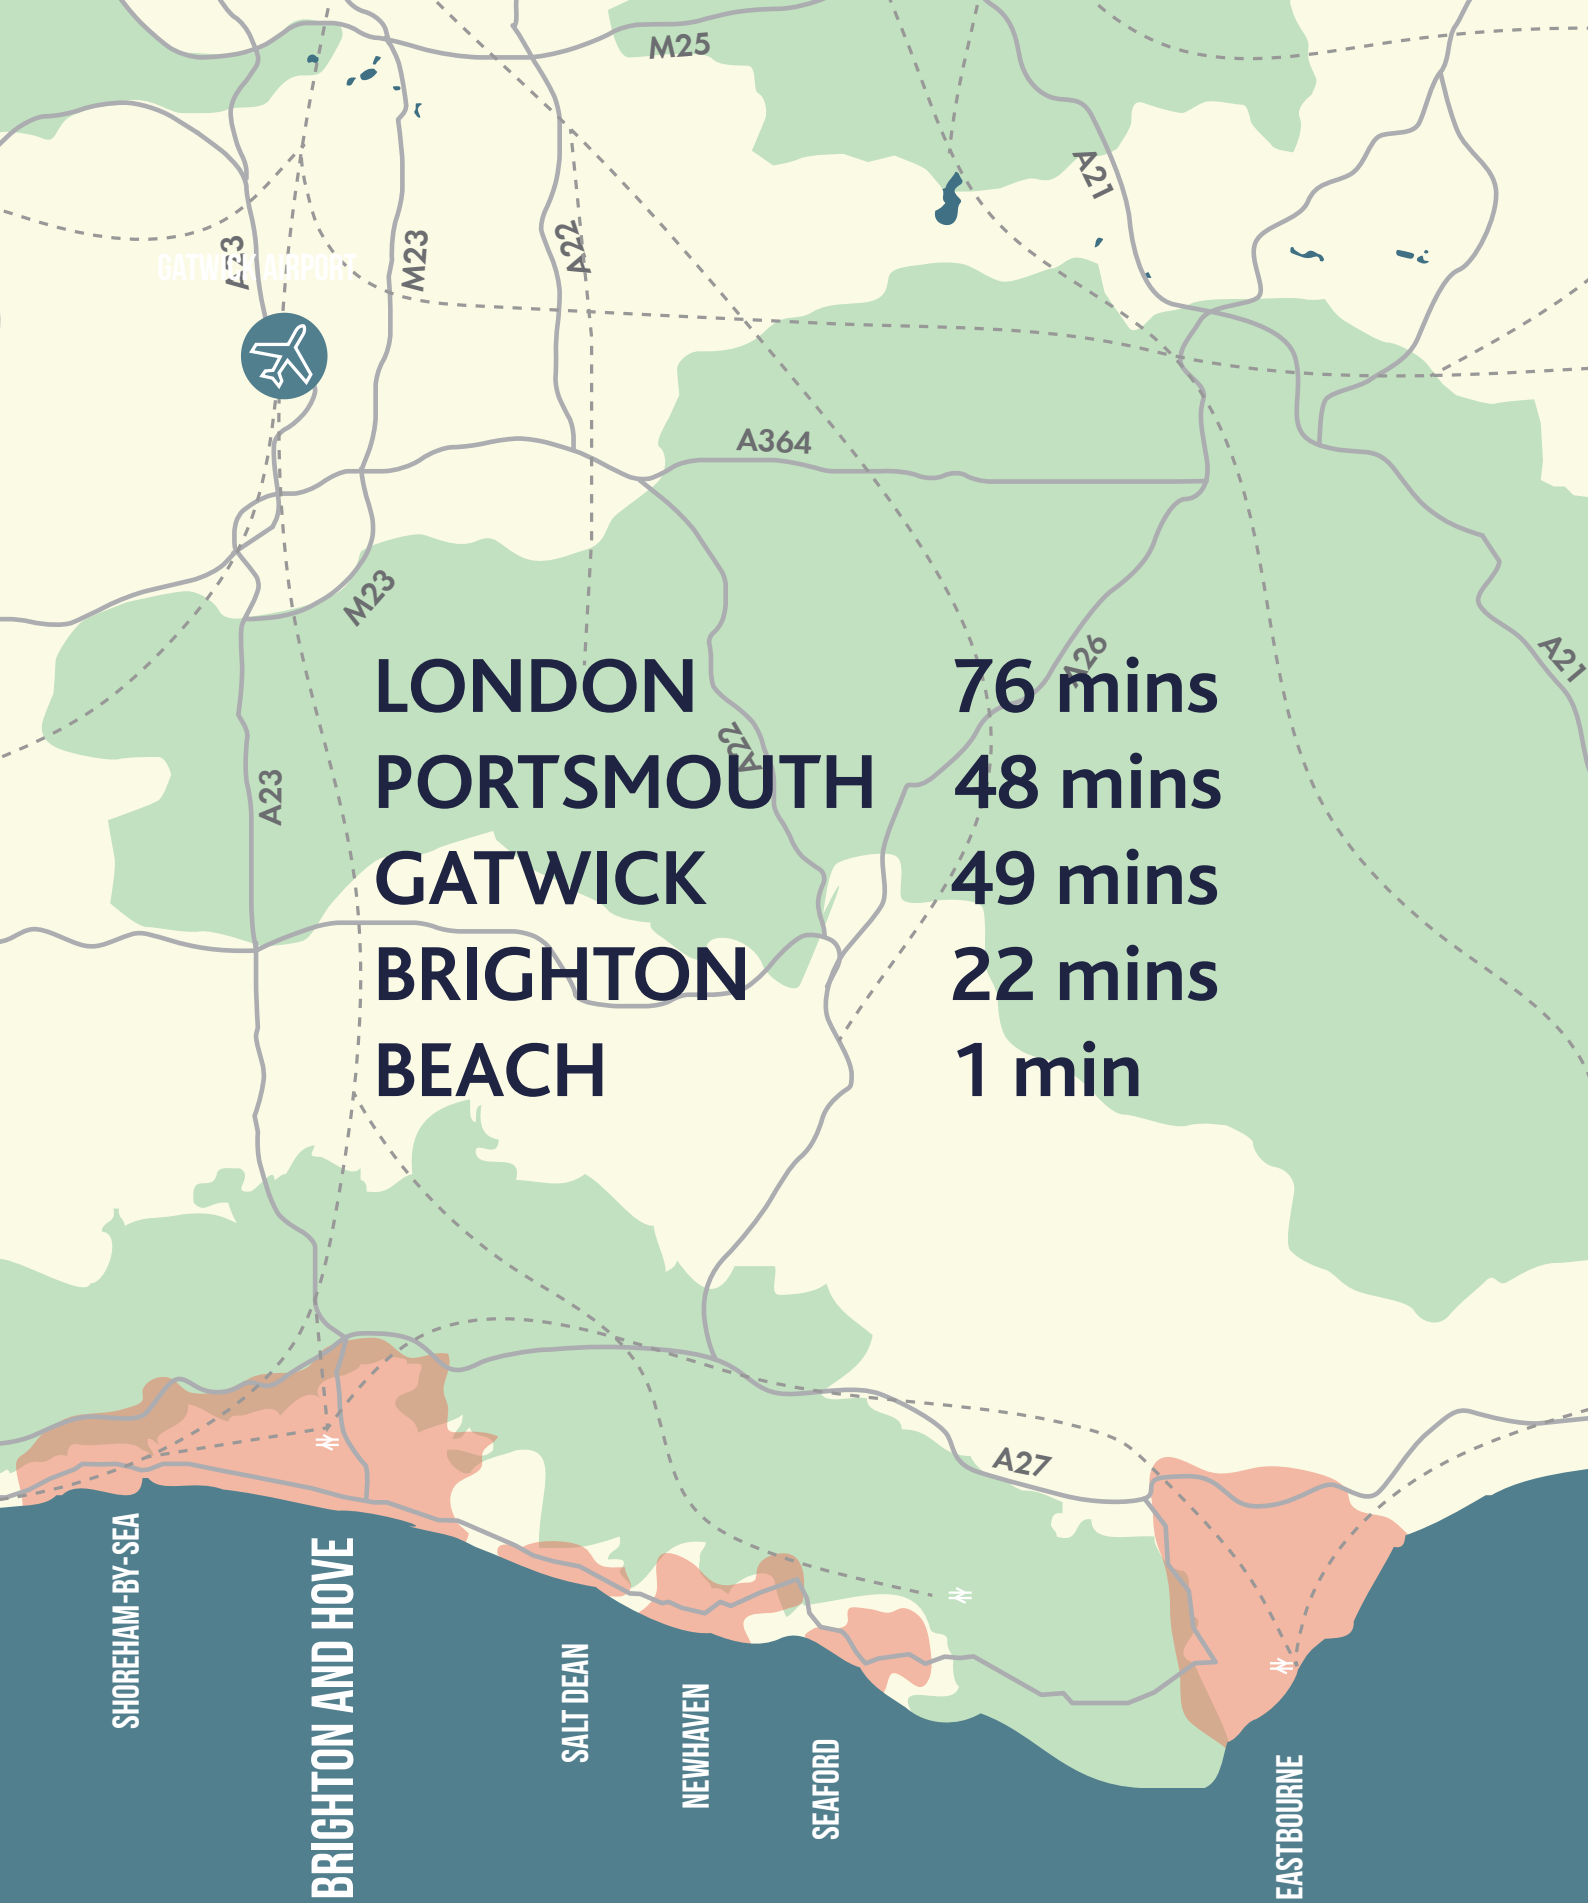 M25
A21
A23
M23
A22
GATWICK AIRPORT
A364
M23
A26
A21
LONDON 76 mins
A22
PORTSMOUTH 48 mins
A23
GATWICK 49 mins
BRIGHTON 22 mins
BEACH 1 min
A27
SHOREHAM-BY-SEA
BRIGHTON AND HOVE
SALT DEAN
NEWHAVEN
SEAFORD
EASTBOURNE